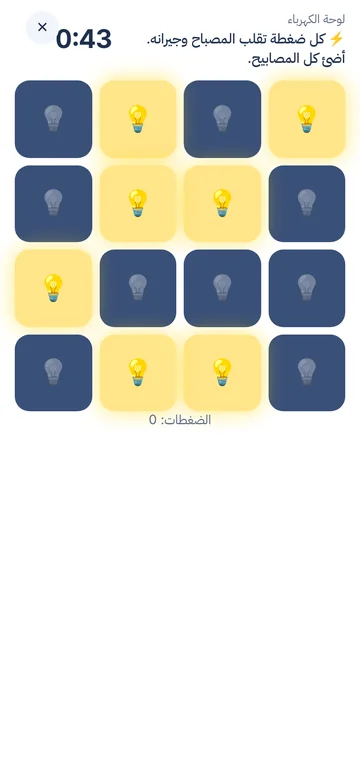 لوحة الكهرباء
⚡ كل ضغطة تقلب المصباح وجيرانه.
أضئ كل المصابيح.
0:43
×
الضغطات: 0